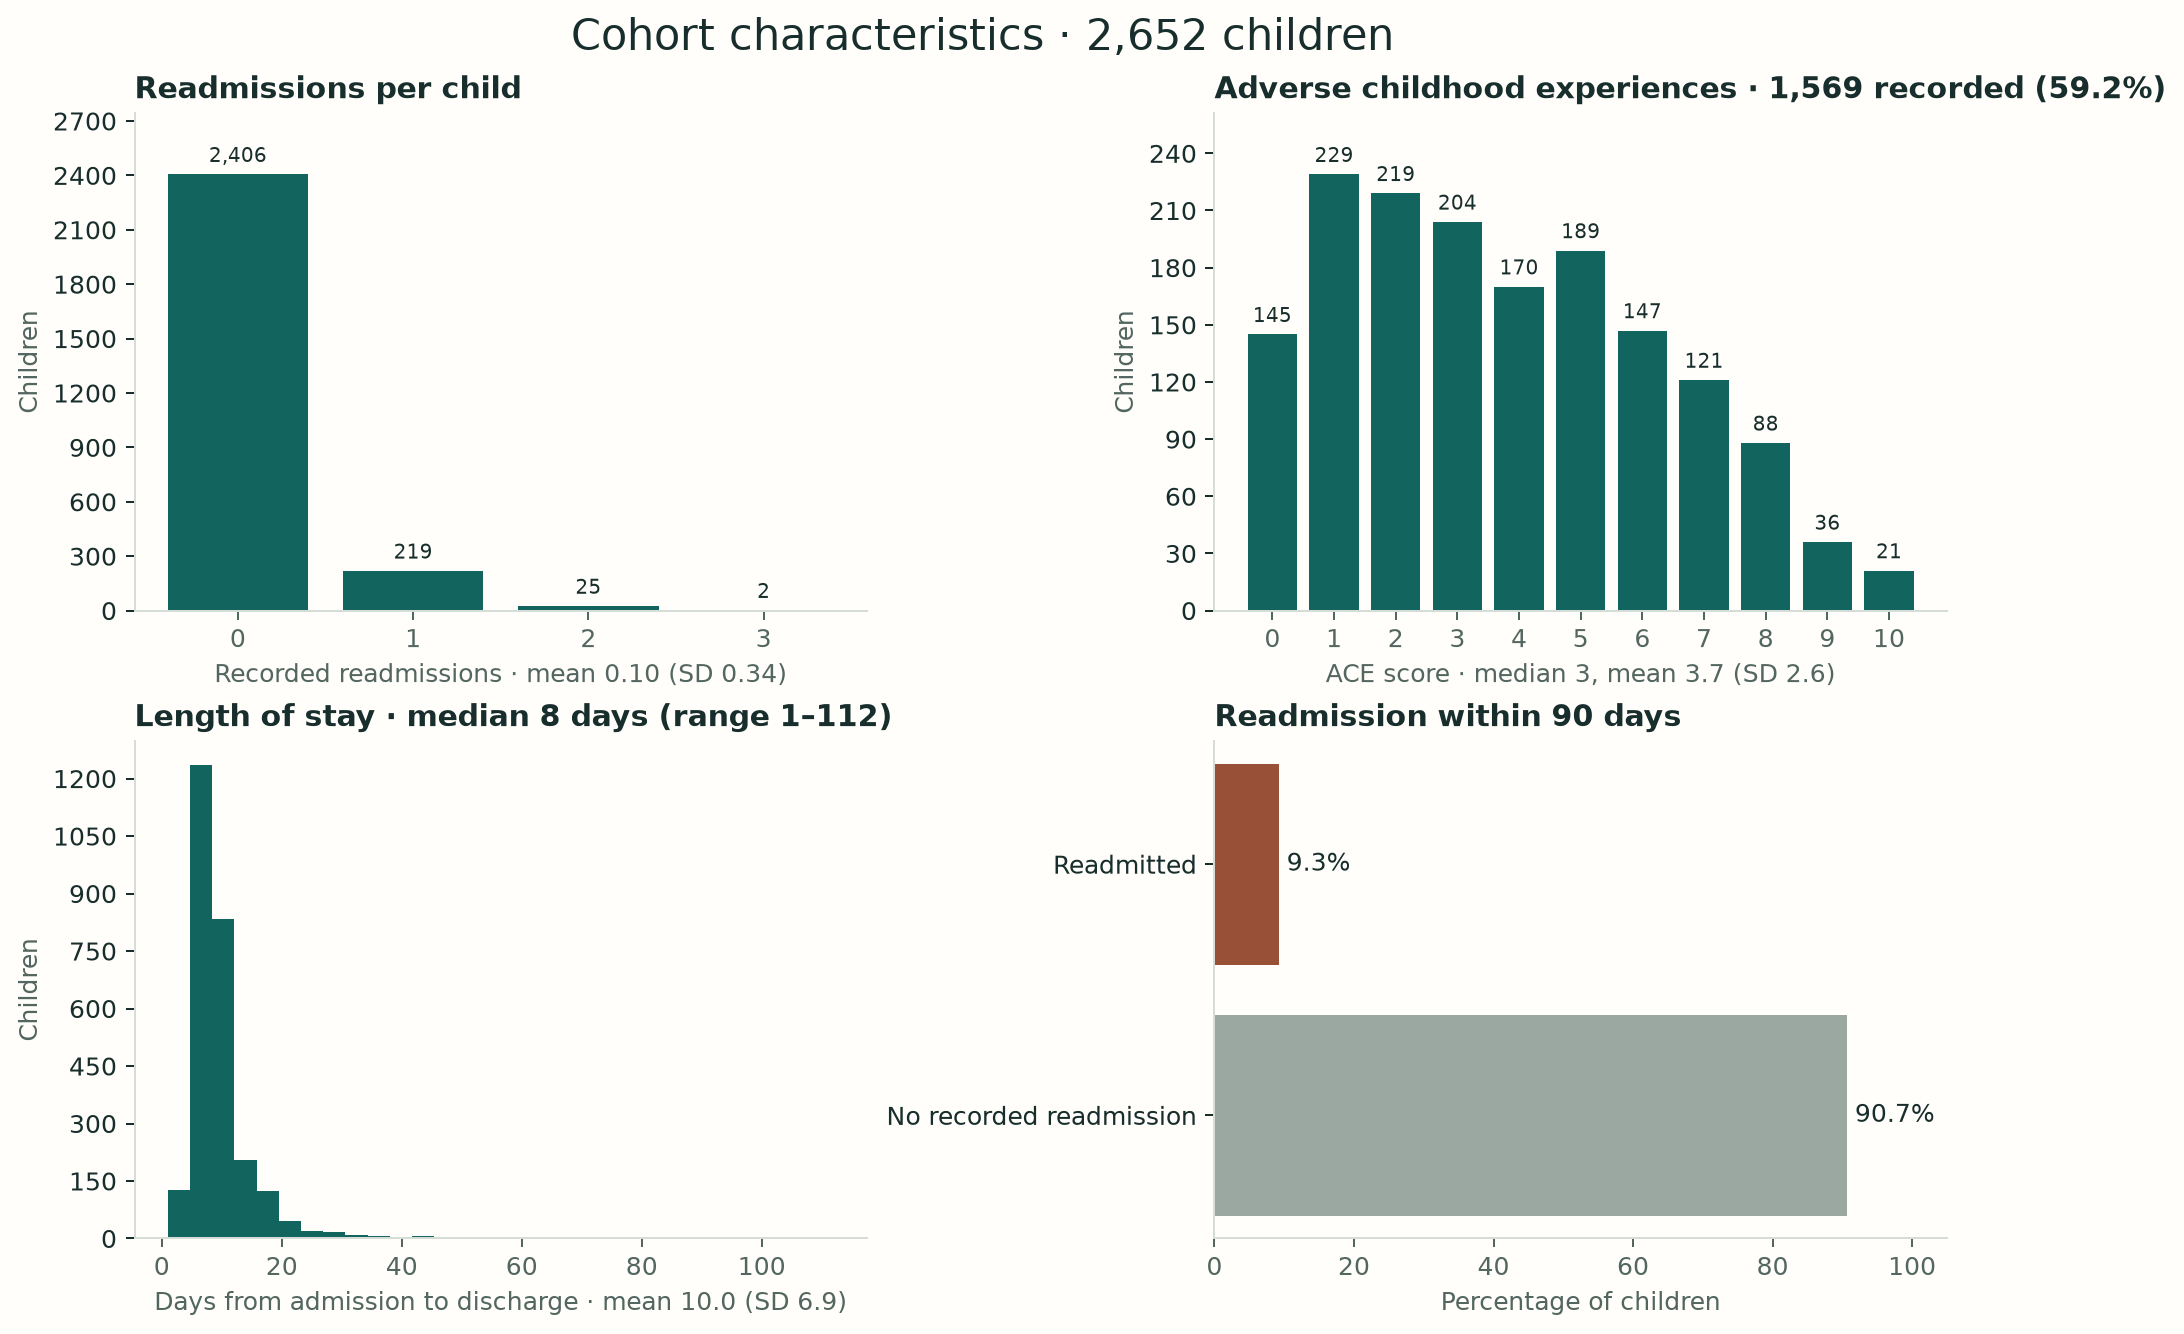 Cohort characteristics · 2,652 children
Readmissions per child
2700
2400
2100
1800
1500
1200
900
600
300
0
Children
2,406
219
25
2
0 1 2 3
Recorded readmissions · mean 0.10 (SD 0.34)
Adverse childhood experiences · 1,569 recorded (59.2%)
240
210
180
150
120
90
60
30
0
Children
145
229
219
204
170
189
147
121
88
36
21
0 1 2 3 4 5 6 7 8 9 10
ACE score · median 3, mean 3.7 (SD 2.6)
Length of stay · median 8 days (range 1–112)
1200
1050
900
750
600
450
300
150
0
Children
0 20 40 60 80 100
Days from admission to discharge · mean 10.0 (SD 6.9)
Readmission within 90 days
Readmitted
9.3%
No recorded readmission
90.7%
0 20 40 60 80 100
Percentage of children